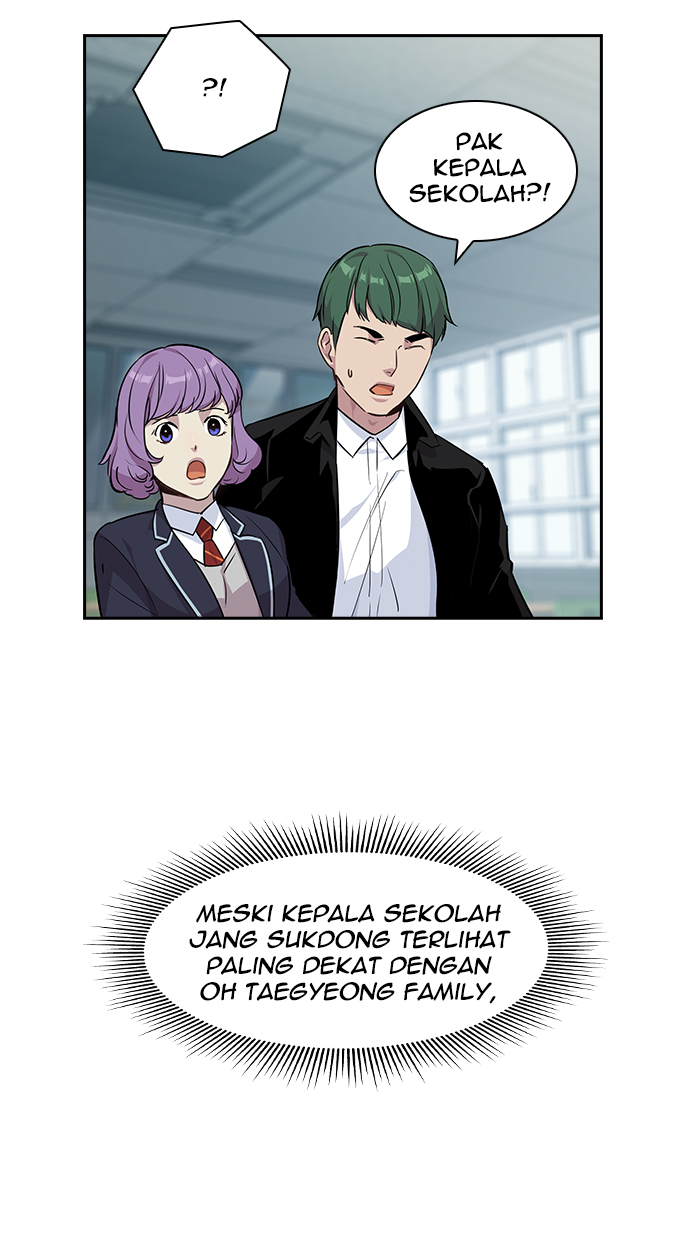 ?!
PAK
KEPALA
SEKOLAH?!
MESKI KEPALA SEKOLAH
JANG SUKDONG TERLIHAT
PALING DEKAT DENGAN
OH TAEGYEONG FAMILY,